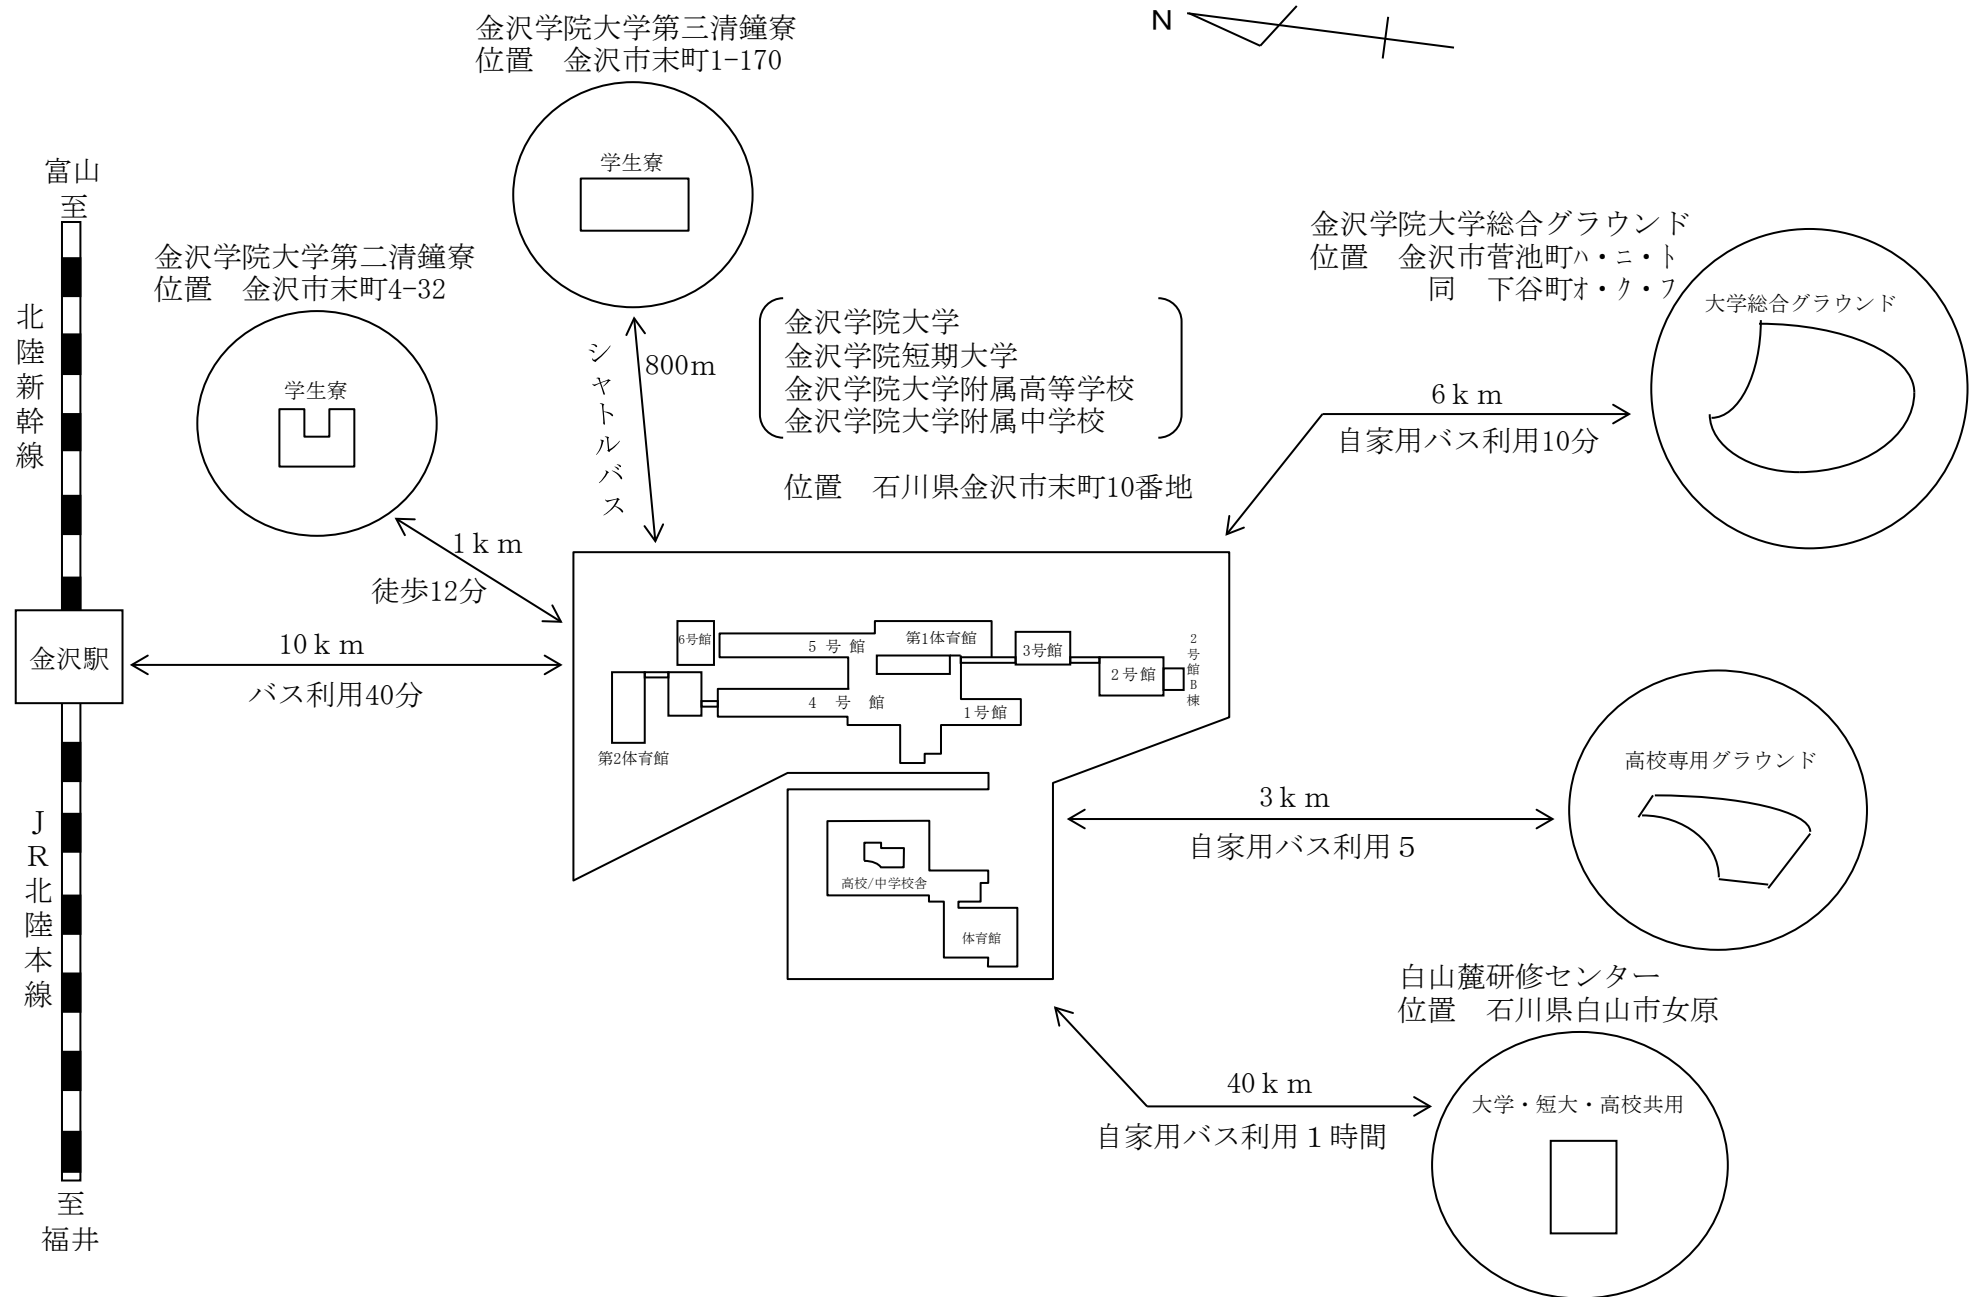 金沢学院大学第三清鐘寮
位置　金沢市末町1-170
N
学生寮
富山
至
北陸新幹線
金沢学院大学第二清鐘寮
位置　金沢市末町4-32
学生寮
シャトルバス
800m
金沢学院大学
金沢学院短期大学
金沢学院大学附属高等学校
金沢学院大学附属中学校
位置　石川県金沢市末町10番地
金沢学院大学総合グラウンド
位置　金沢市菅池町ﾊ・ﾆ・ﾄ
同　下谷町ｵ・ｸ・ﾌ
大学総合グラウンド
6ｋｍ
自家用バス利用10分
1ｋｍ
徒歩12分
金沢駅
10ｋｍ
バス利用40分
6号館
5 号 館
第1体育館
3号館
2号館
2号館B棟
4 号 館
1号館
第2体育館
高校/中学校舎
体育館
3ｋｍ
自家用バス利用５
高校専用グラウンド
ＪＲ北陸本線
白山麓研修センター
位置　石川県白山市女原
40ｋｍ
自家用バス利用１時間
大学・短大・高校共用
至
福井